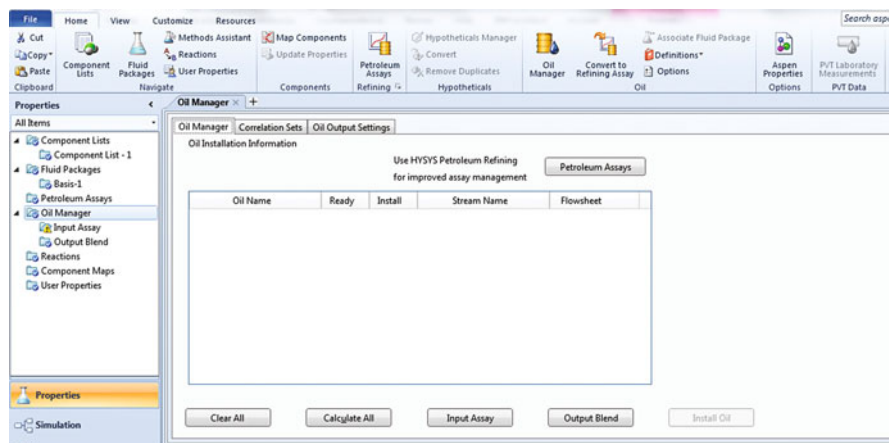 File Home View Customize Resources Search aspe
Cut Methods Assistant Map Components Hypotheticals Manager Associate Fluid Package
Copy Reactions Update Properties Convert Definitions
Paste Component Lists Fluid Packages User Properties Petroleum Assays Remove Duplicates Oil Manager Convert to Refining Assay Options Aspen Properties PVT Laboratory Measurements
Clipboard Navigate Components Refining Hypotheticals Oil Options PVT Data
Properties < Oil Manager × +
All Items Oil Manager Correlation Sets Oil Output Settings
Component Lists Oil Installation Information
Component List - 1 Use HYSYS Petroleum Refining
Fluid Packages for improved assay management Petroleum Assays
Basis-1
Petroleum Assays Oil Name Ready Install Stream Name Flowsheet
Oil Manager
Input Assay
Output Blend
Reactions
Component Maps
User Properties
Properties
Clear All Calculate All Input Assay Output Blend Install Oil
Simulation